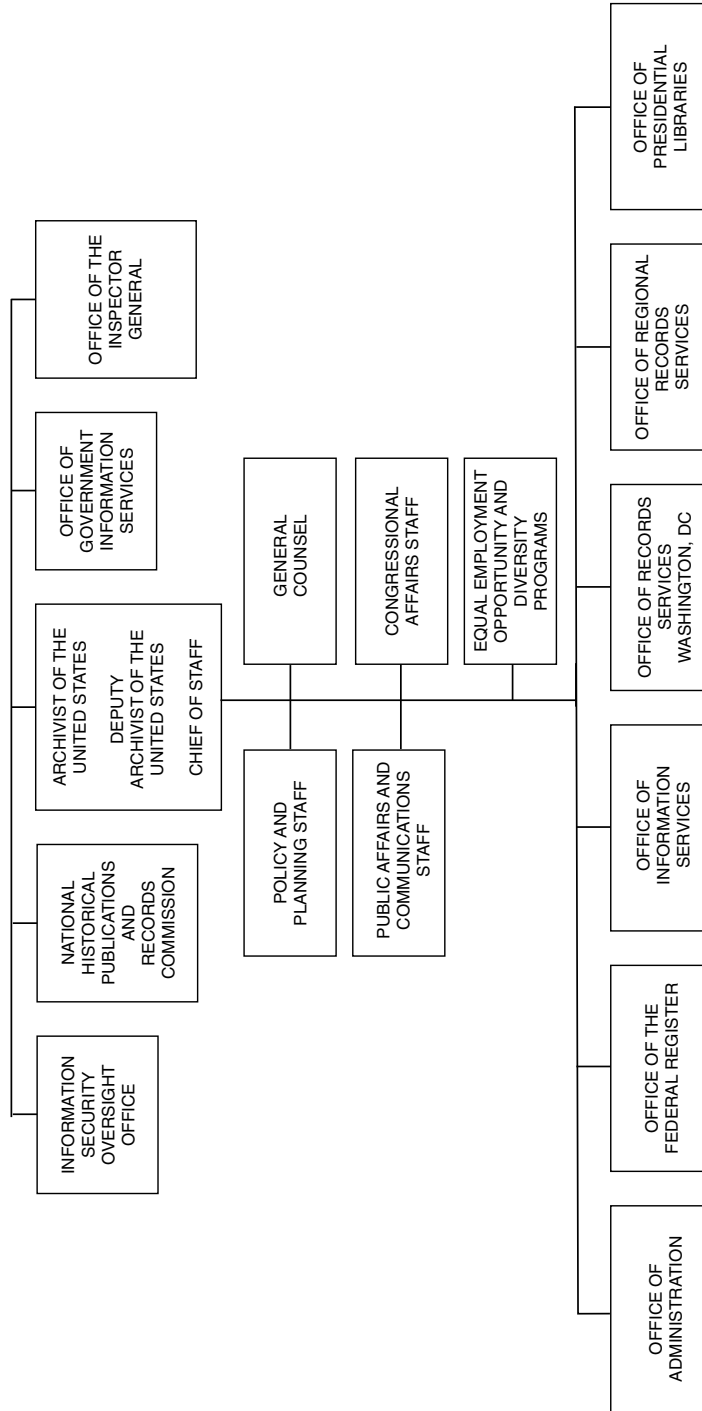 INFORMATION
SECURITY
OVERSIGHT
OFFICE
NATIONAL
HISTORICAL
PUBLICATIONS
AND
RECORDS
COMMISSION
ARCHIVIST OF THE
UNITED STATES
DEPUTY
ARCHIVIST OF THE
UNITED STATES
CHIEF OF STAFF
OFFICE OF
GOVERNMENT
INFORMATION
SERVICES
OFFICE OF THE
INSPECTOR
GENERAL
POLICY AND
PLANNING STAFF
GENERAL
COUNSEL
PUBLIC AFFAIRS AND
COMMUNICATIONS
STAFF
CONGRESSIONAL
AFFAIRS STAFF
EQUAL EMPLOYMENT
OPPORTUNITY AND
DIVERSITY
PROGRAMS
OFFICE OF
ADMINISTRATION
OFFICE OF THE
FEDERAL REGISTER
OFFICE OF
INFORMATION
SERVICES
OFFICE OF RECORDS
SERVICES
WASHINGTON, DC
OFFICE OF REGIONAL
RECORDS
SERVICES
OFFICE OF
PRESIDENTIAL
LIBRARIES